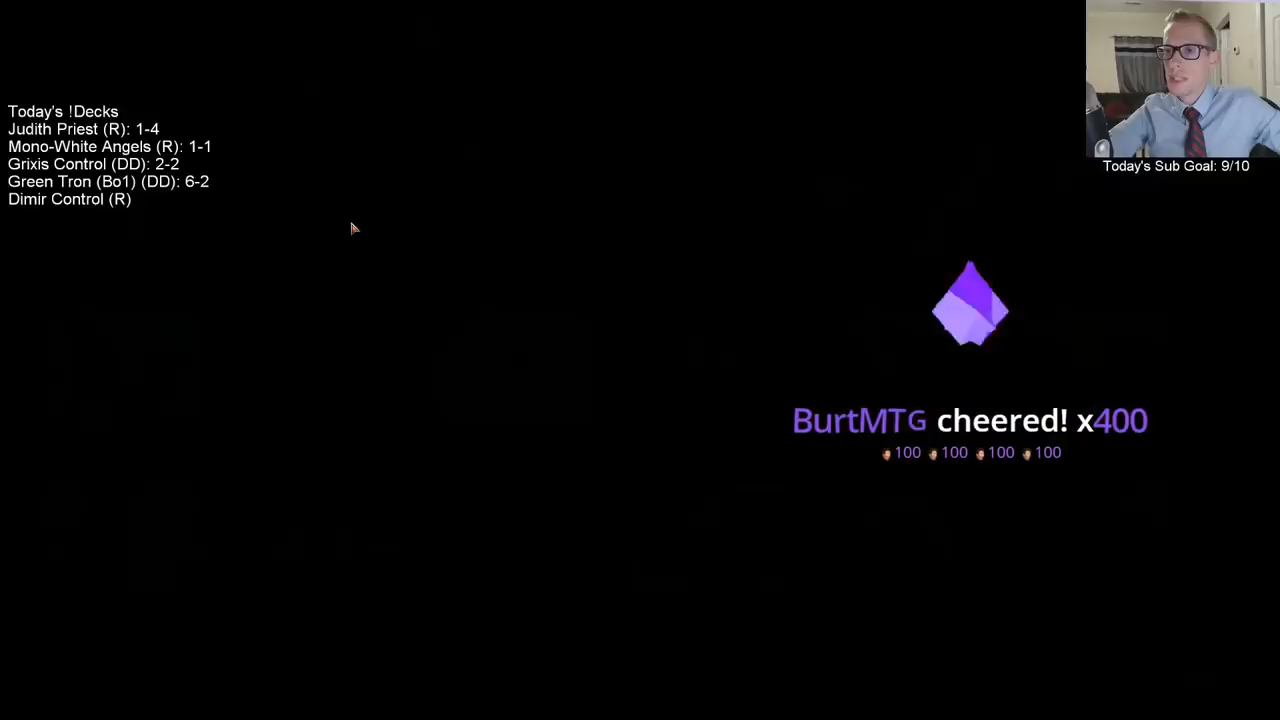 Today's !Decks
Judith Priest (R): 1-4
Mono-White Angels (R): 1-1
Grixis Control (DD): 2-2
Green Tron (Bo1) (DD): 6-2
Dimir Control (R)
Today's Sub Goal: 9/10
BurtMTG cheered! x400
100 100 100 100